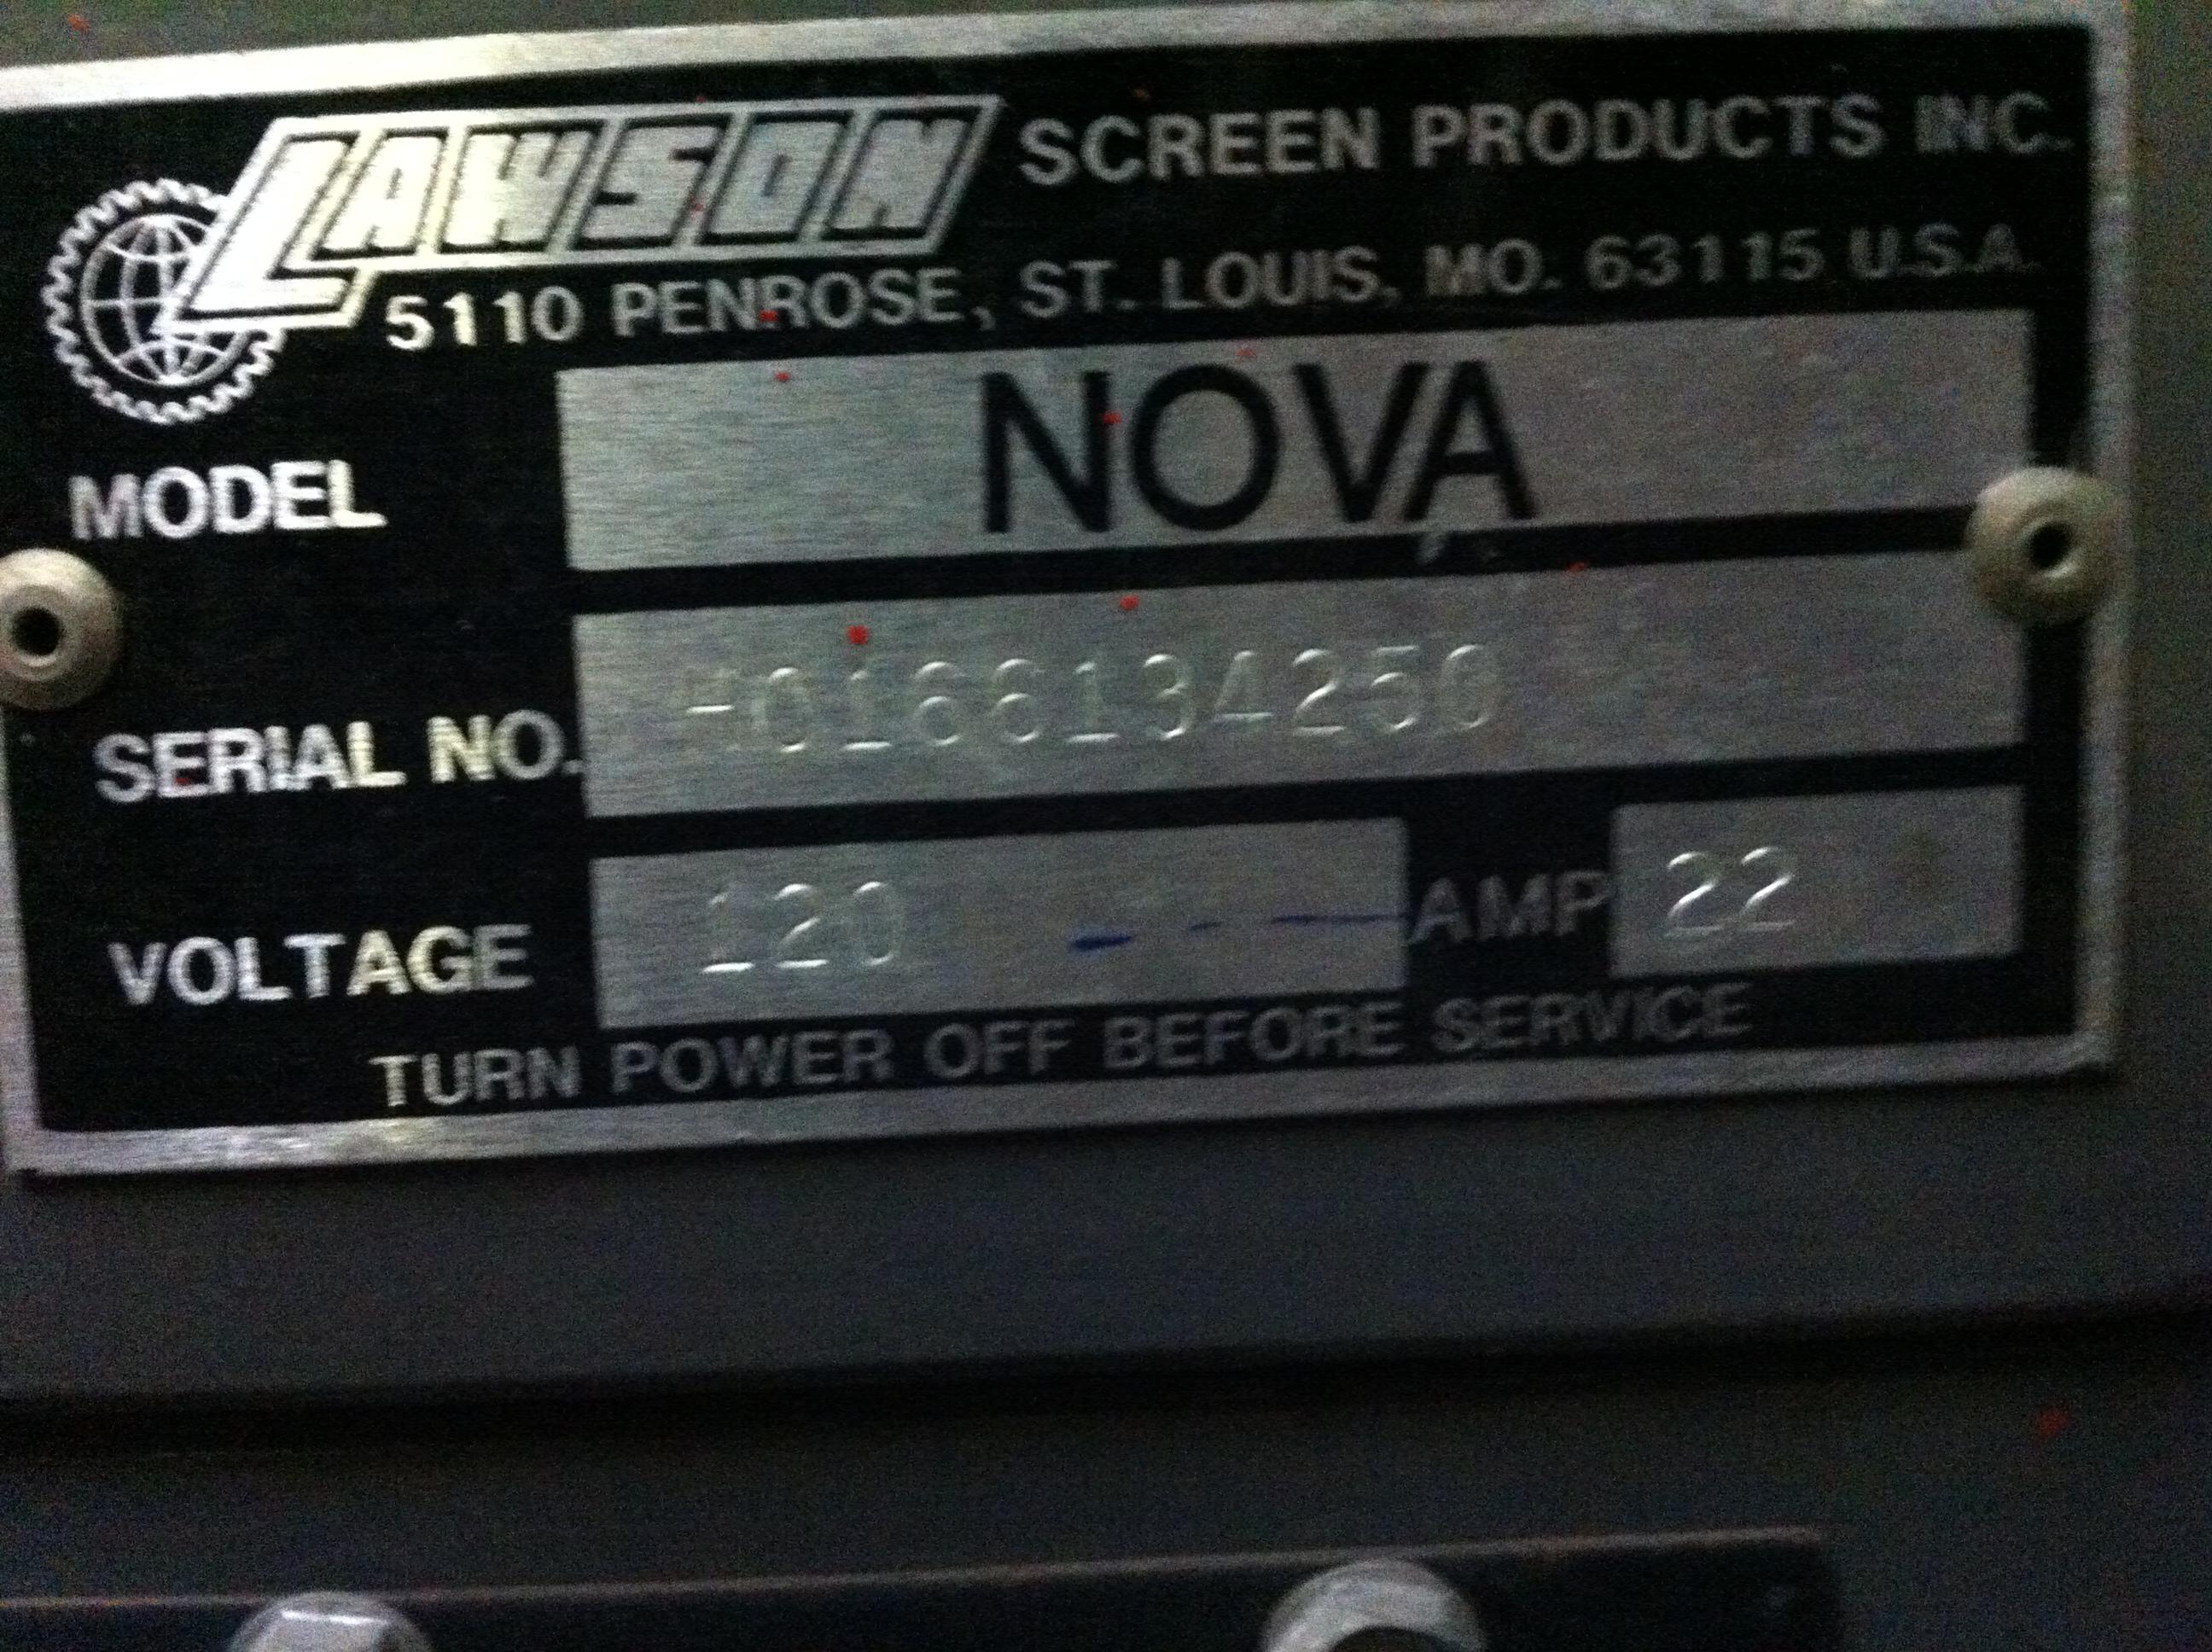 LAWSON SCREEN PRODUCTS INC.
5110 PENROSE, ST. LOUIS, MO. 63115 U.S.A.
MODEL NOVA
SERIAL NO.
VOLTAGE 120 AMP 22
TURN POWER OFF BEFORE SERVICE